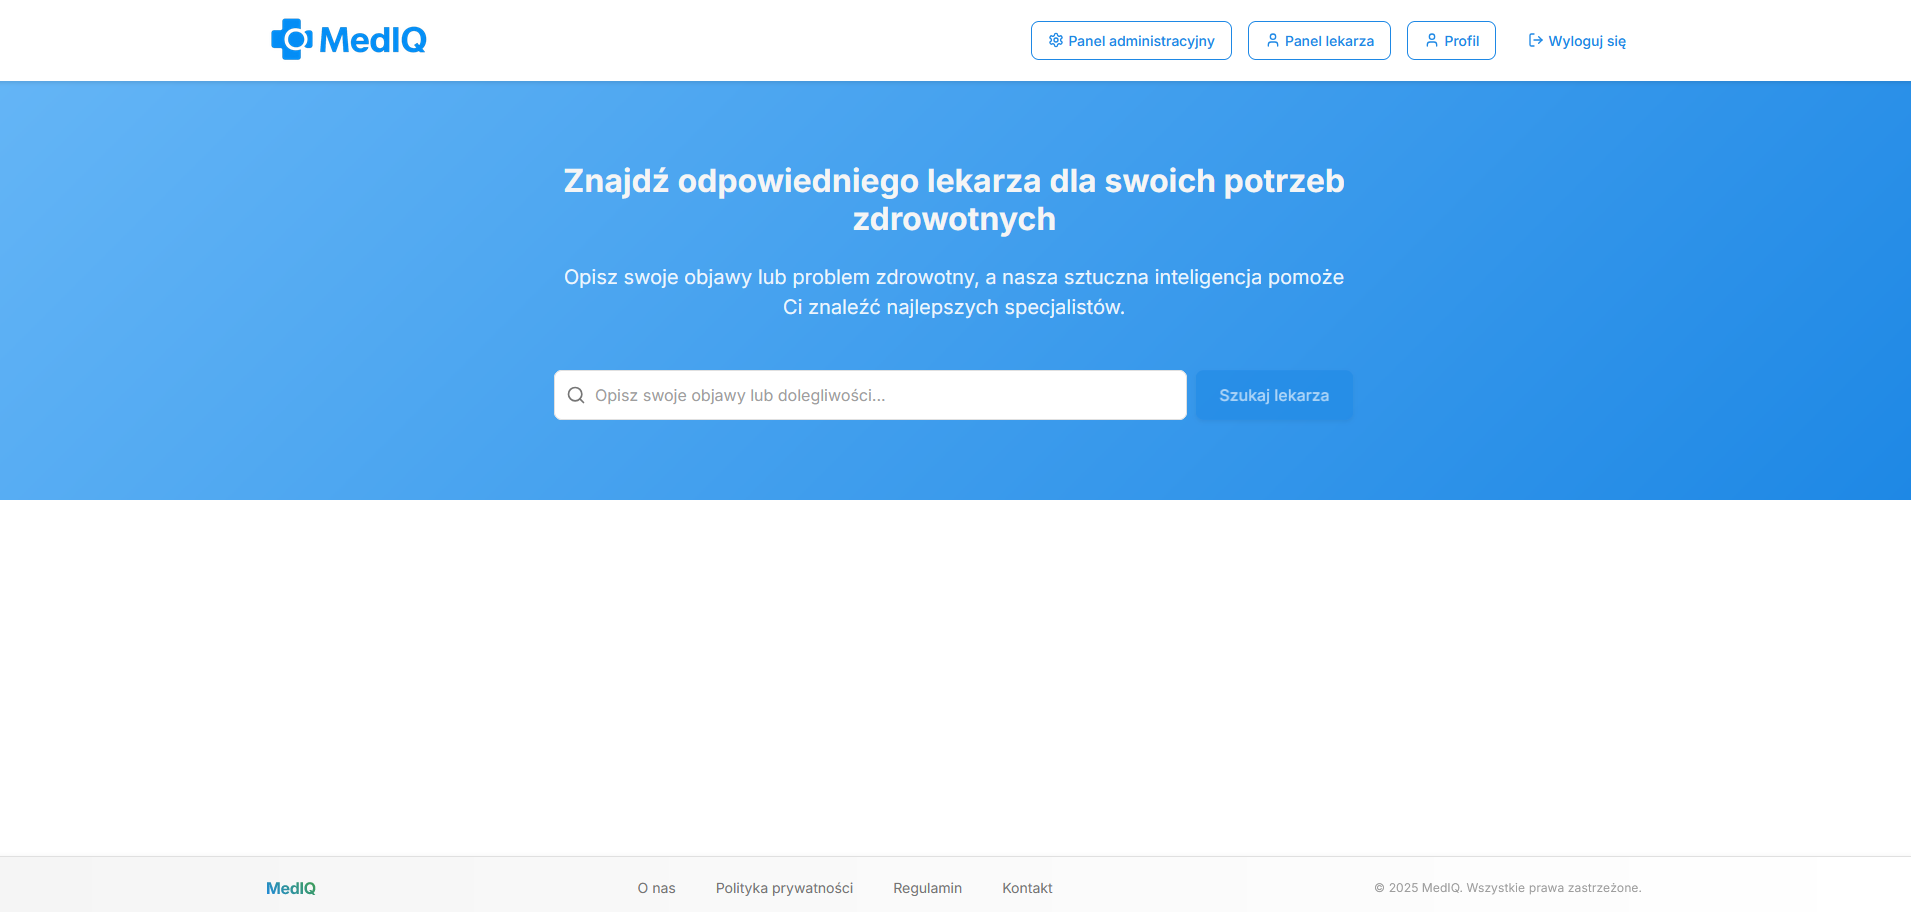 MedIQ
Panel administracyjny
Panel lekarza
Profil
Wyloguj się
Znajdź odpowiedniego lekarza dla swoich potrzeb
zdrowotnych
Opisz swoje objawy lub problem zdrowotny, a nasza sztuczna inteligencja pomoże
Ci znaleźć najlepszych specjalistów.
Opisz swoje objawy lub dolegliwości...
Szukaj lekarza
MedIQ
O nas
Polityka prywatności
Regulamin
Kontakt
© 2025 MedIQ. Wszystkie prawa zastrzeżone.